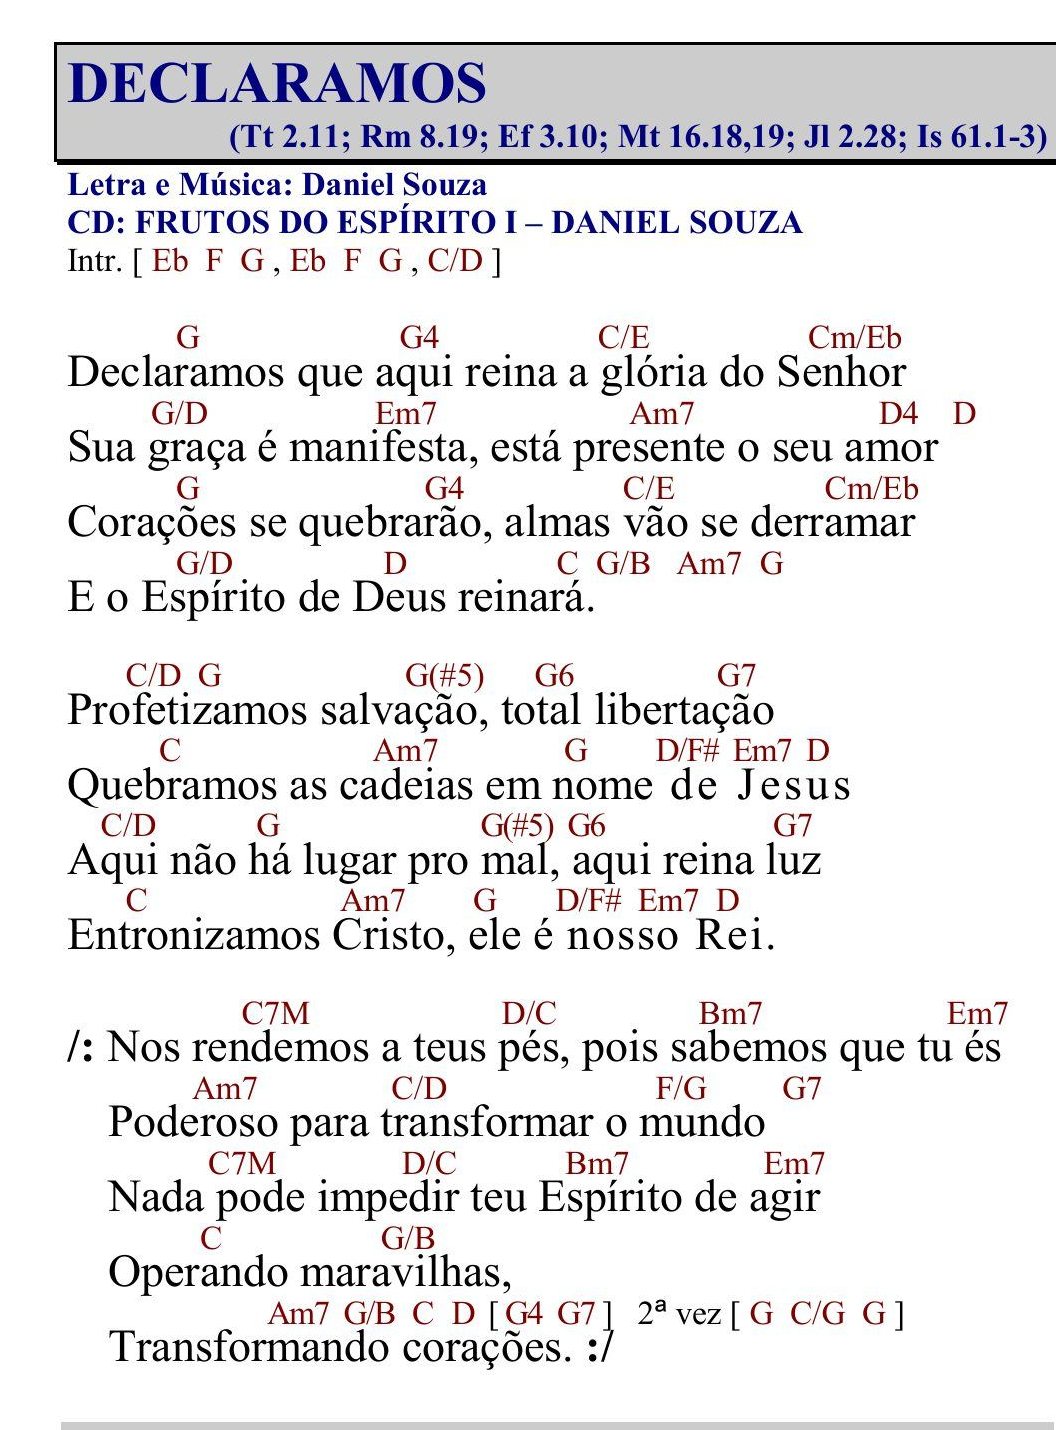 DECLARAMOS
(Tt 2.11; Rm 8.19; Ef 3.10; Mt 16.18,19; Jl 2.28; Is 61.1-3)
Letra e Música: Daniel Souza
CD: FRUTOS DO ESPÍRITO I – DANIEL SOUZA
Intr. [ Eb F G , Eb F G , C/D ]
G G4 C/E Cm/Eb
Declaramos que aqui reina a glória do Senhor
G/D Em7 Am7 D4 D
Sua graça é manifesta, está presente o seu amor
G G4 C/E Cm/Eb
Corações se quebrarão, almas vão se derramar
G/D D C G/B Am7 G
E o Espírito de Deus reinará.
C/D G G(#5) G6 G7
Profetizamos salvação, total libertação
C Am7 G D/F# Em7 D
Quebramos as cadeias em nome de Jesus
C/D G G(#5) G6 G7
Aqui não há lugar pro mal, aqui reina luz
C Am7 G D/F# Em7 D
Entronizamos Cristo, ele é nosso Rei.
C7M D/C Bm7 Em7
/: Nos rendemos a teus pés, pois sabemos que tu és
Am7 C/D F/G G7
Poderoso para transformar o mundo
C7M D/C Bm7 Em7
Nada pode impedir teu Espírito de agir
C G/B
Operando maravilhas,
Am7 G/B C D [ G4 G7 ] 2ª vez [ G C/G G ]
Transformando corações. :/